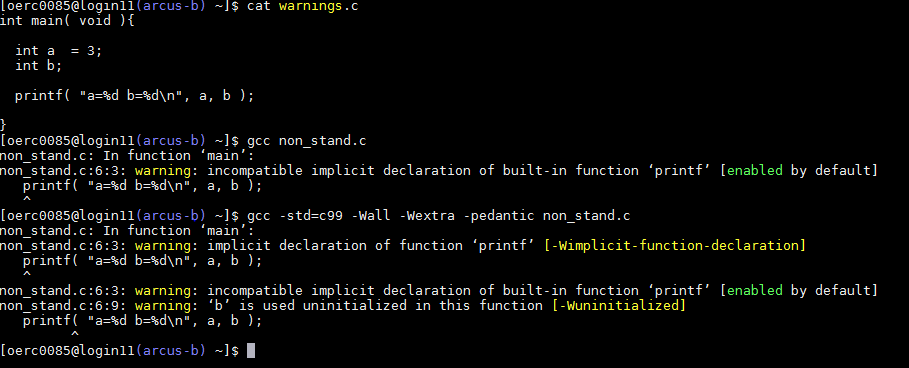 [oerc0085@login11(arcus-b) ~]$ cat warnings.c
int main( void ){
  int a  = 3;
  int b;
  printf( "a=%d b=%d\n", a, b );
}
[oerc0085@login11(arcus-b) ~]$ gcc non_stand.c
non_stand.c: In function ‘main’:
non_stand.c:6:3: warning: incompatible implicit declaration of built-in function ‘printf’ [enabled by default]
   printf( "a=%d b=%d\n", a, b );
   ^
[oerc0085@login11(arcus-b) ~]$ gcc -std=c99 -Wall -Wextra -pedantic non_stand.c
non_stand.c: In function ‘main’:
non_stand.c:6:3: warning: implicit declaration of function ‘printf’ [-Wimplicit-function-declaration]
   printf( "a=%d b=%d\n", a, b );
   ^
non_stand.c:6:3: warning: incompatible implicit declaration of built-in function ‘printf’ [enabled by default]
non_stand.c:6:9: warning: ‘b’ is used uninitialized in this function [-Wuninitialized]
   printf( "a=%d b=%d\n", a, b );
         ^
[oerc0085@login11(arcus-b) ~]$